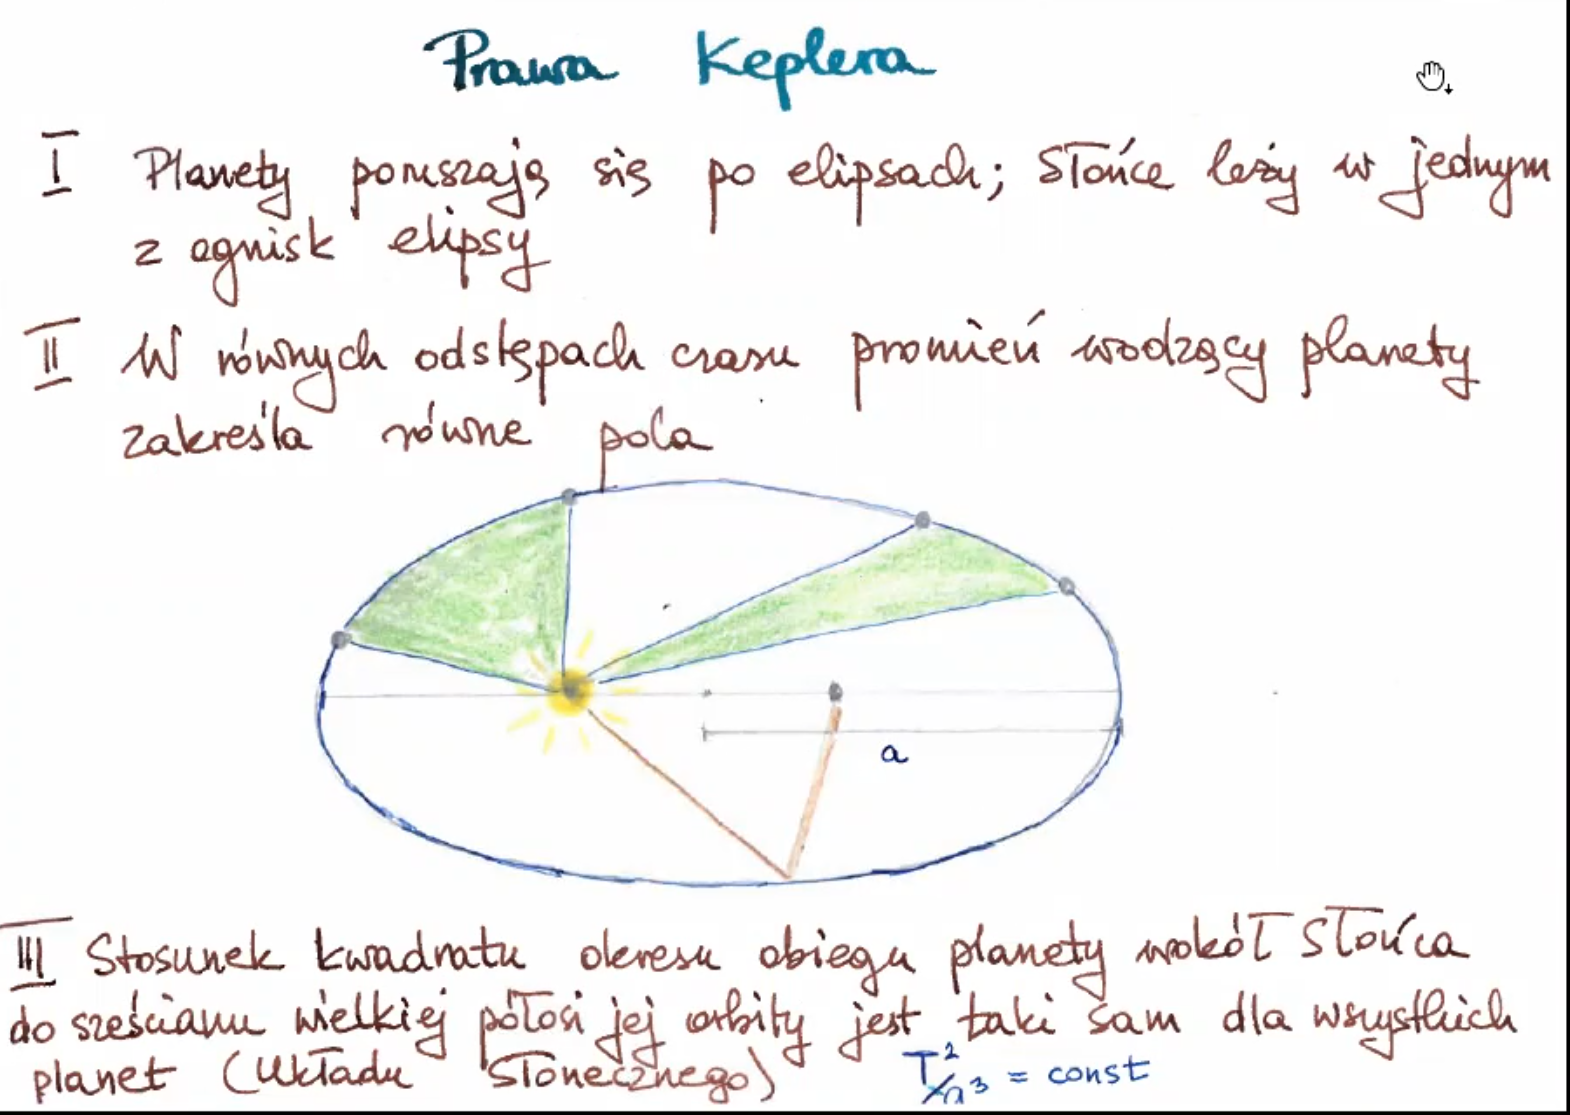 Prawa Keplera
I Planety poruszają się po elipsach; Słońce leży w jednym
z ognisk elipsy
II W równych odstępach czasu promień wodzący planety
zakreśla równe pola
a
III Stosunek kwadratu okresu obiegu planety wokół Słońca
do sześcianu wielkiej półosi jej orbity jest taki sam dla wszystkich
planet (Układu Słonecznego) T²/a³ = const